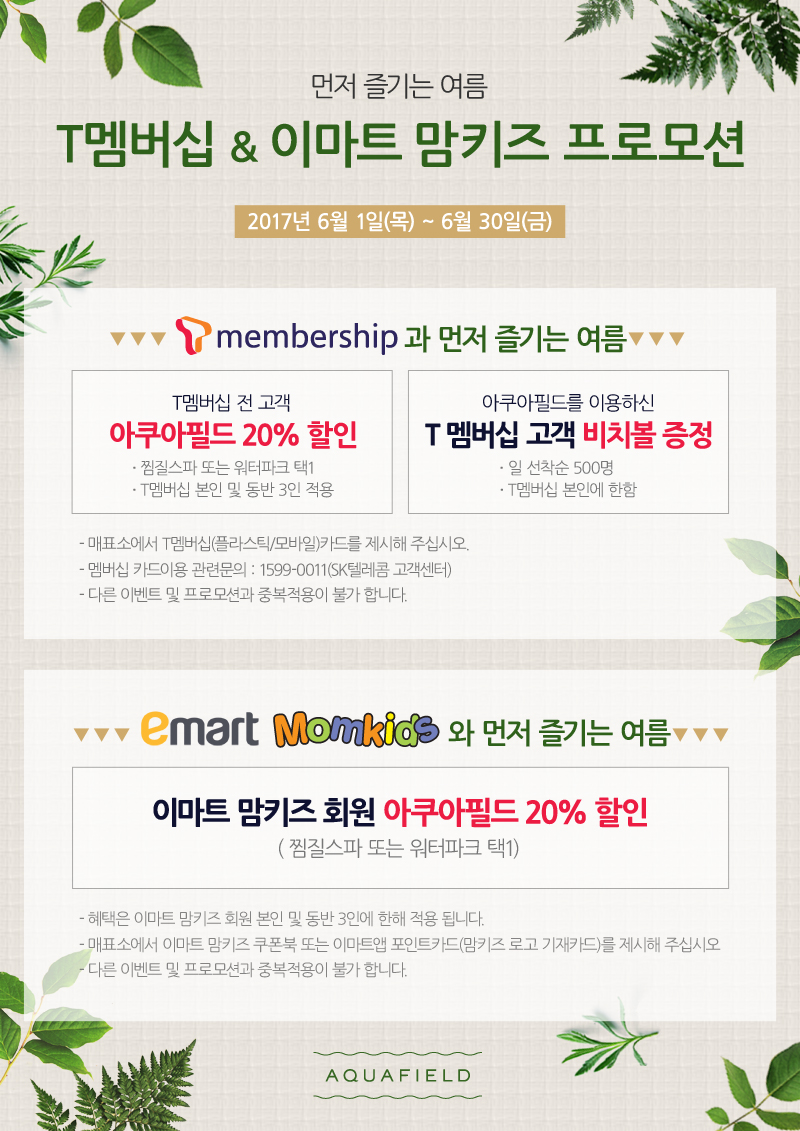 먼저 즐기는 여름
T멤버십 & 이마트 맘키즈 프로모션
2017년 6월 1일(목) ~ 6월 30일(금)
▼▼▼ T membership 과 먼저 즐기는 여름 ▼▼▼
T멤버십 전 고객
아쿠아필드 20% 할인
· 찜질스파 또는 워터파크 택1
· T멤버십 본인 및 동반 3인 적용
아쿠아필드를 이용하신
T 멤버십 고객 비치볼 증정
· 일 선착순 500명
· T멤버십 본인에 한함
- 매표소에서 T멤버십(플라스틱/모바일)카드를 제시해 주십시오.
- 멤버십 카드이용 관련문의 : 1599-0011(SK텔레콤 고객센터)
- 다른 이벤트 및 프로모션과 중복적용이 불가 합니다.
▼▼▼ emart Momkids 와 먼저 즐기는 여름 ▼▼▼
이마트 맘키즈 회원 아쿠아필드 20% 할인
( 찜질스파 또는 워터파크 택1)
- 혜택은 이마트 맘키즈 회원 본인 및 동반 3인에 한해 적용 됩니다.
- 매표소에서 이마트 맘키즈 쿠폰북 또는 이마트앱 포인트카드(맘키즈 로고 기재카드)를 제시해 주십시오
- 다른 이벤트 및 프로모션과 중복적용이 불가 합니다.
AQUAFIELD